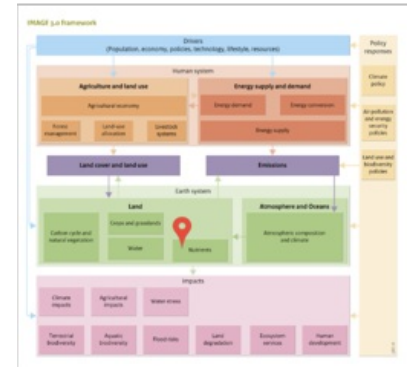 IMAGE 3.0 framework
Drivers
(Population, economy, policies, technology, lifestyle, resources)
Policy
responses
Human system
Agriculture and land use
Energy supply and demand
Climate
policy
Agricultural economy
Energy demand
Energy conversion
Air pollution
and energy
security
policies
Forest
management
Land-use
allocation
Livestock
systems
Energy supply
Land cover and land use
Emissions
Land use and
biodiversity
policies
Earth system
Land
Atmosphere and Oceans
Carbon cycle and
natural vegetation
Crops and grasslands
Water
Nutrients
Atmospheric composition
and climate
Impacts
Climate
impacts
Agricultural
impacts
Water stress
Terrestrial
biodiversity
Aquatic
biodiversity
Flood risks
Land
degradation
Ecosystem
services
Human
development